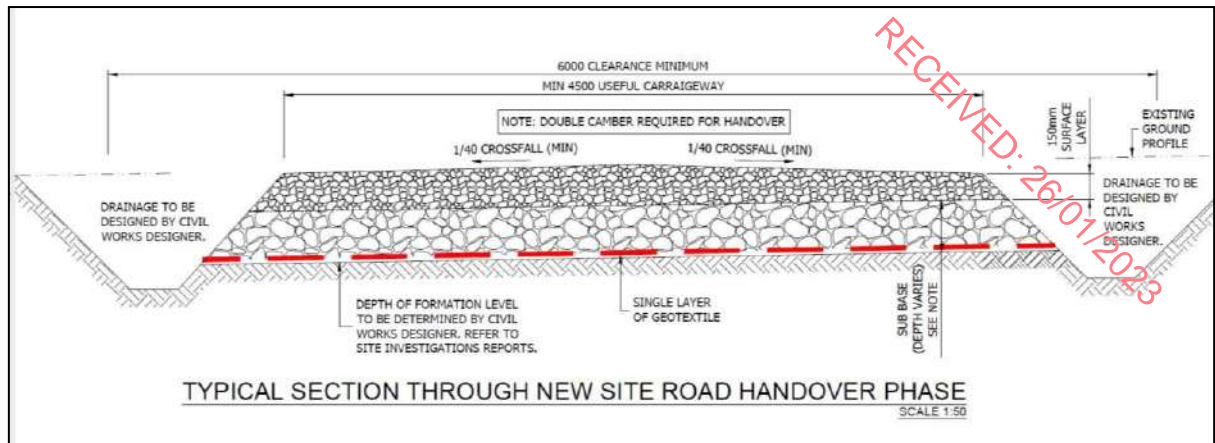 6000 CLEARANCE MINIMUM
MIN 4500 USEFUL CARRAIGEWAY
NOTE: DOUBLE CAMBER REQUIRED FOR HANDOVER
1/40 CROSSFALL (MIN)
1/40 CROSSFALL (MIN)
150mm
SURFACE
LAYER
EXISTING
GROUND
PROFILE
RECEIVED: 26/01/2023
DRAINAGE TO BE
DESIGNED BY CIVIL
WORKS DESIGNER.
DRAINAGE TO BE
DESIGNED BY
CIVIL
WORKS
DESIGNER.
DEPTH OF FORMATION LEVEL
TO BE DETERMINED BY CIVIL
WORKS DESIGNER. REFER TO
SITE INVESTIGATIONS REPORTS.
SINGLE LAYER
OF GEOTEXTILE
SUB BASE
(DEPTH VARIES)
SEE NOTE
TYPICAL SECTION THROUGH NEW SITE ROAD HANDOVER PHASE
SCALE 1:50